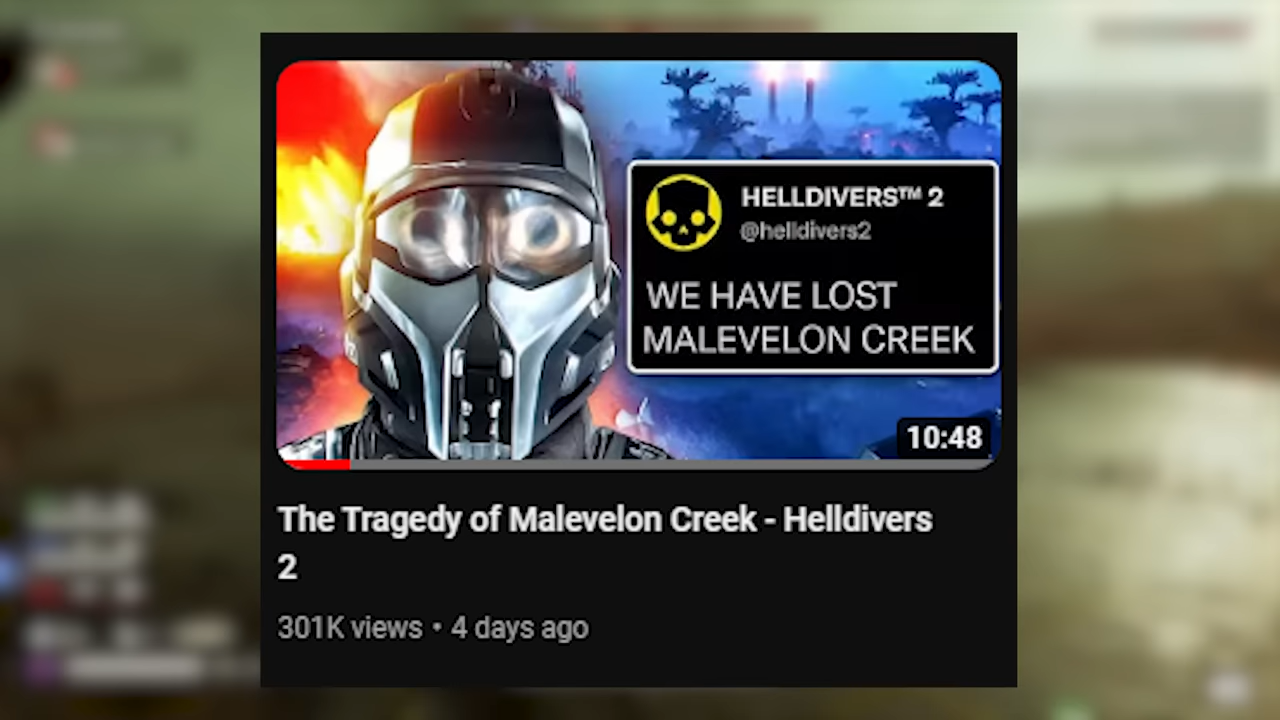 HELLDIVERS™ 2
@helldivers2
WE HAVE LOST
MALEVELON CREEK
10:48
The Tragedy of Malevelon Creek - Helldivers
2
301K views • 4 days ago